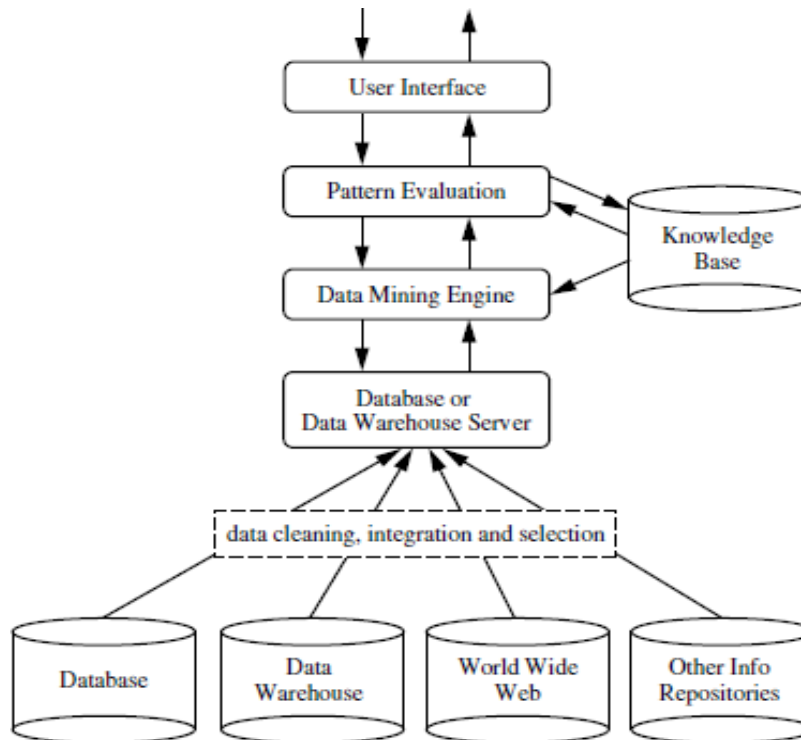 User Interface
Pattern Evaluation
Knowledge
Base
Data Mining Engine
Database or
Data Warehouse Server
data cleaning, integration and selection
Database
Data
Warehouse
World Wide
Web
Other Info
Repositories